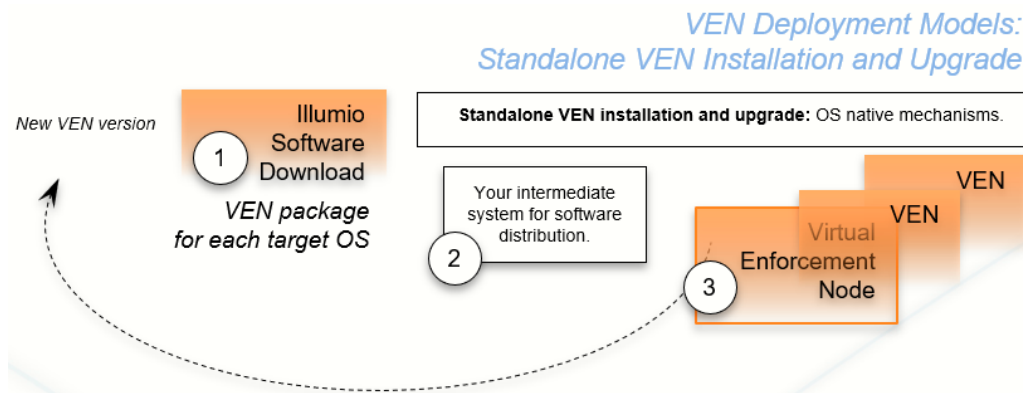 VEN Deployment Models:
Standalone VEN Installation and Upgrade
New VEN version
Illumio
Software
Download
1
VEN package
for each target OS
Standalone VEN installation and upgrade: OS native mechanisms.
Your intermediate
system for software
distribution.
2
VEN
VEN
Virtual
Enforcement
Node
3